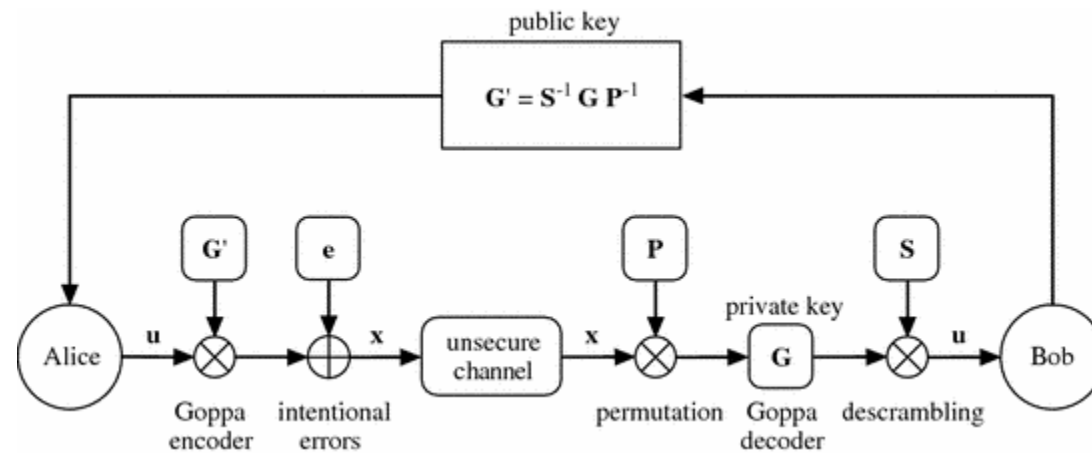 public key
G' = S⁻¹ G P⁻¹
G'
e
P
S
private key
Alice
u
x
unsecure
channel
x
G
u
Bob
Goppa
encoder
intentional
errors
permutation
Goppa
decoder
descrambling